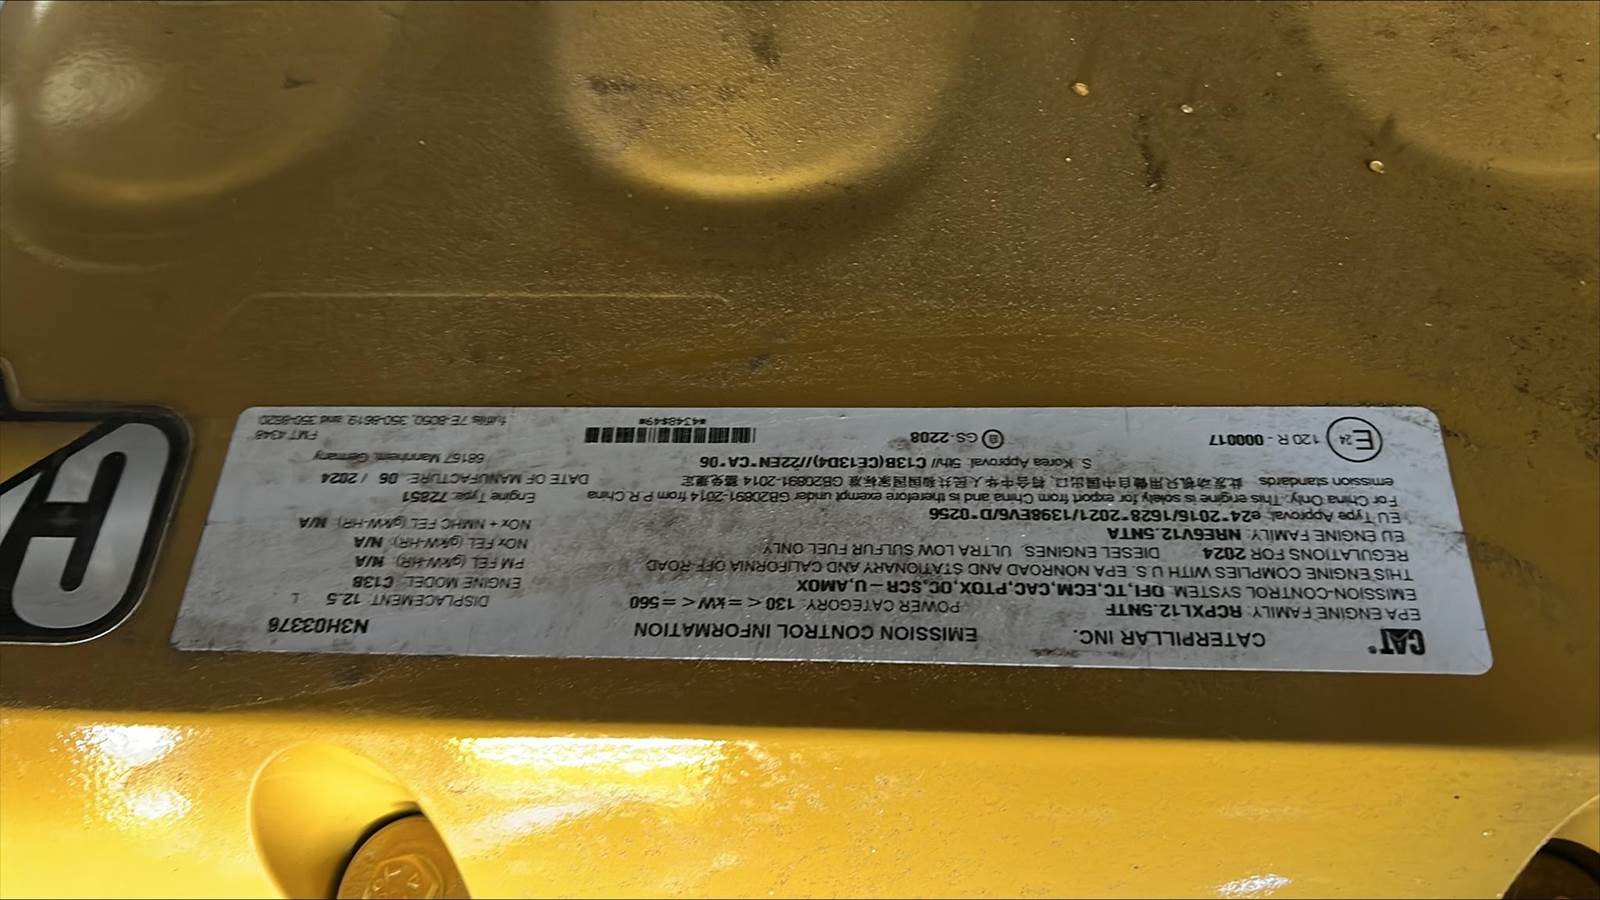 CAT® CATERPILLAR INC. EMISSION CONTROL INFORMATION N3H03376
EPA ENGINE FAMILY: RCPXL12.5NTF POWER CATEGORY: 130 <=kW<= 560 DISPLACEMENT: 12.5 L
EMISSION-CONTROL SYSTEM: DFI,TC,ECM,CAC,PTOX,OC,SCR-U,AMOX ENGINE MODEL: C13B
THIS ENGINE COMPLIES WITH U.S. EPA NONROAD AND STATIONARY AND CALIFORNIA OFF-ROAD PM FEL (g/kW-HR): N/A
REGULATIONS FOR 2024 DIESEL ENGINES. ULTRA LOW SULFUR FUEL ONLY NOx FEL (g/kW-HR): N/A
EU ENGINE FAMILY: NRE6V12.5NTA NOx + NMHC FEL (g/kW-HR): N/A
EU Type Approval: e24*2016/1628*2021/1398EV6/D*0256 Engine Type: 72851
For China Only: This engine is solely for export from China and is therefore exempt under GB20891-2014 from P.R.China DATE OF MANUFACTURE: 06 / 2024
emission standards
S. Korea Approval: 5th// C13B(CE13D4)//22EN*CA*06 68157 Mannheim, Germany
E 24 120 R - 000017 GS-2208 FMT 4348
*4348$49* fulfils 7E-8050, 350-8619, and 350-8620
CA